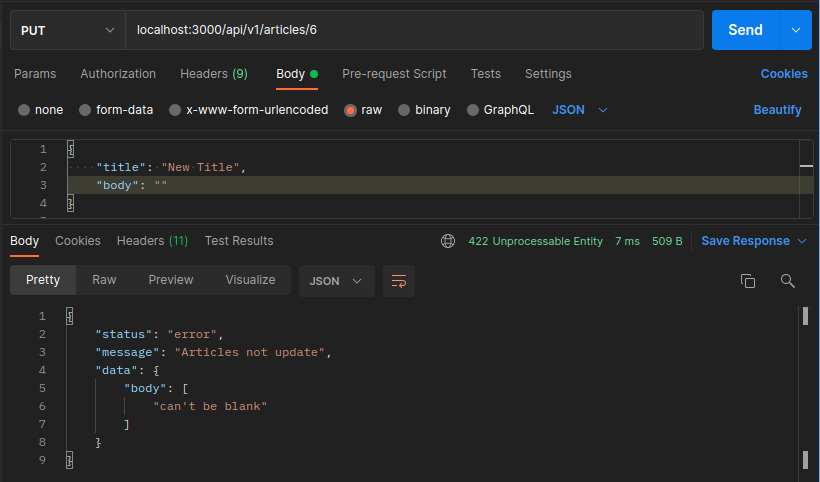 PUT localhost:3000/api/v1/articles/6 Send
Params Authorization Headers (9) Body Pre-request Script Tests Settings Cookies
none form-data x-www-form-urlencoded raw binary GraphQL JSON Beautify
1 {
2 "title": "New Title",
3 "body": ""
4 }
Body Cookies Headers (11) Test Results 422 Unprocessable Entity 7 ms 509 B Save Response
Pretty Raw Preview Visualize JSON
1 {
2 "status": "error",
3 "message": "Articles not update",
4 "data": {
5 "body": [
6 "can't be blank"
7 ]
8 }
9 }